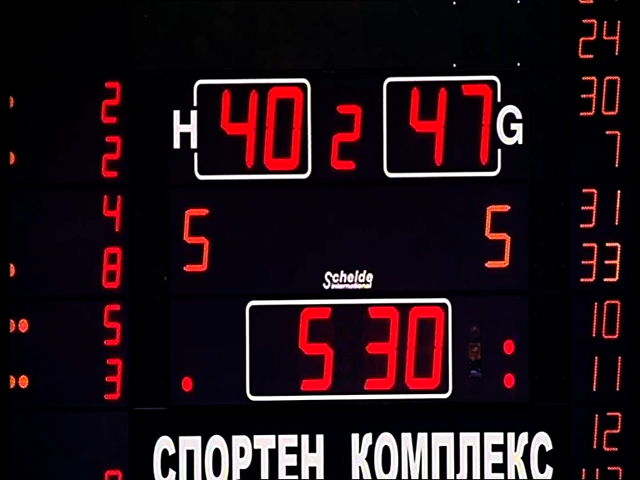 24
2 H 40 2 47 G 30
2 7
4 5 5 31
8 33
Schelde
International
5 5 30 : 10
3 11
12
СПОРТЕН КОМПЛЕКС